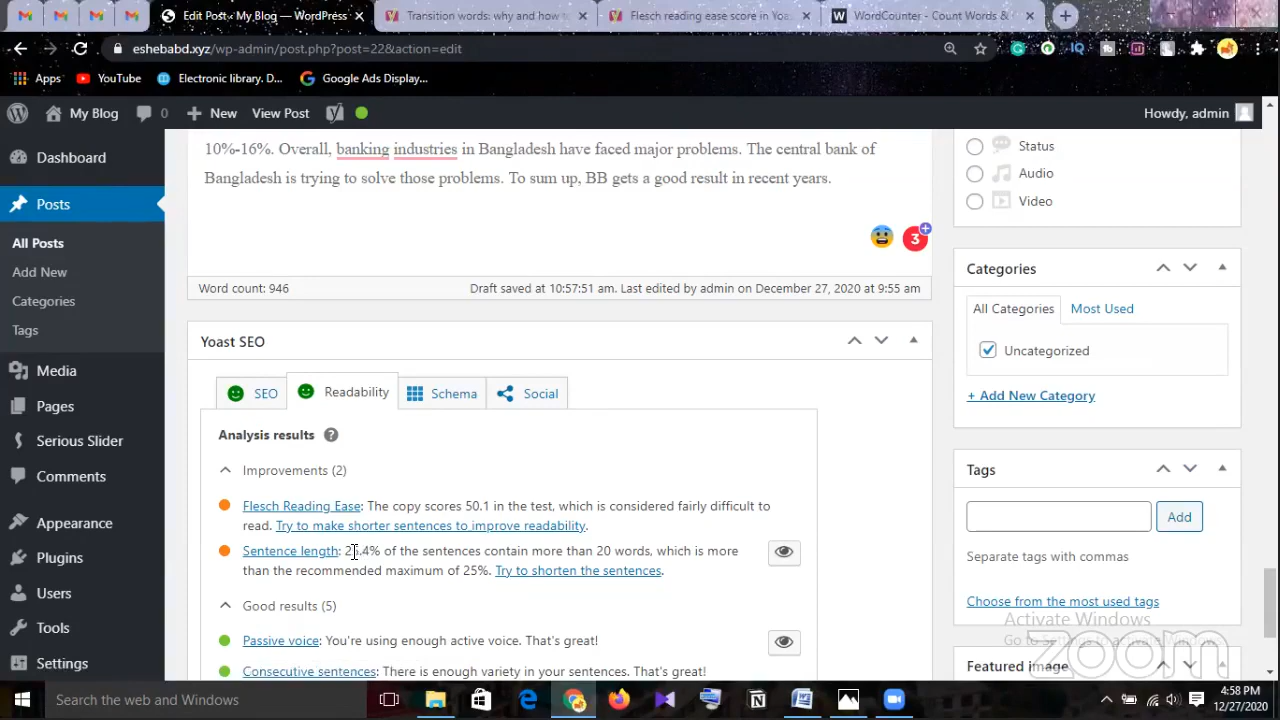 Edit Post ‹ My Blog — WordPress
Transition words: why and how to
Flesch reading ease score in Yoa
WordCounter - Count Words &
eshebabd.xyz/wp-admin/post.php?post=22&action=edit
Apps
YouTube
Electronic library. D...
Google Ads Display...
My Blog
0
New
View Post
Howdy, admin
Dashboard
Posts
All Posts
Add New
Categories
Tags
Media
Pages
Serious Slider
Comments
Appearance
Plugins
Users
Tools
Settings
10%-16%. Overall, banking industries in Bangladesh have faced major problems. The central bank of
Bangladesh is trying to solve those problems. To sum up, BB gets a good result in recent years.
3
Word count: 946
Draft saved at 10:57:51 am. Last edited by admin on December 27, 2020 at 9:55 am
Yoast SEO
SEO
Readability
Schema
Social
Analysis results
Improvements (2)
Flesch Reading Ease: The copy scores 50.1 in the test, which is considered fairly difficult to
read. Try to make shorter sentences to improve readability.
Sentence length: .4% of the sentences contain more than 20 words, which is more
than the recommended maximum of 25%. Try to shorten the sentences.
Good results (5)
Passive voice: You're using enough active voice. That's great!
Consecutive sentences: There is enough variety in your sentences. That's great!
Status
Audio
Video
Categories
All Categories
Most Used
Uncategorized
+ Add New Category
Tags
Add
Separate tags with commas
Choose from the most used tags
Activate Windows
Go to Settings to
zoom
Featured image
Search the web and Windows
4:58 PM
12/27/2020